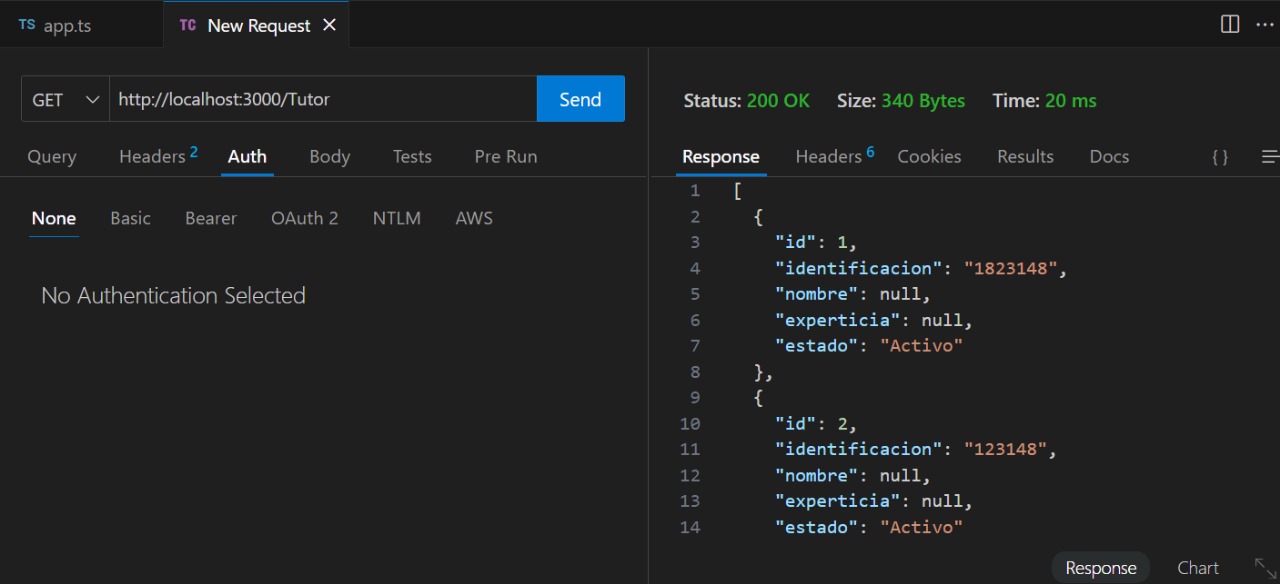 TS app.ts
TC New Request
GET http://localhost:3000/Tutor Send
Query Headers 2 Auth Body Tests Pre Run
None Basic Bearer OAuth 2 NTLM AWS
No Authentication Selected
Status: 200 OK Size: 340 Bytes Time: 20 ms
Response Headers 6 Cookies Results Docs { }
1 [
2 {
3 "id": 1,
4 "identificacion": "1823148",
5 "nombre": null,
6 "experticia": null,
7 "estado": "Activo"
8 },
9 {
10 "id": 2,
11 "identificacion": "123148",
12 "nombre": null,
13 "experticia": null,
14 "estado": "Activo"
Response Chart